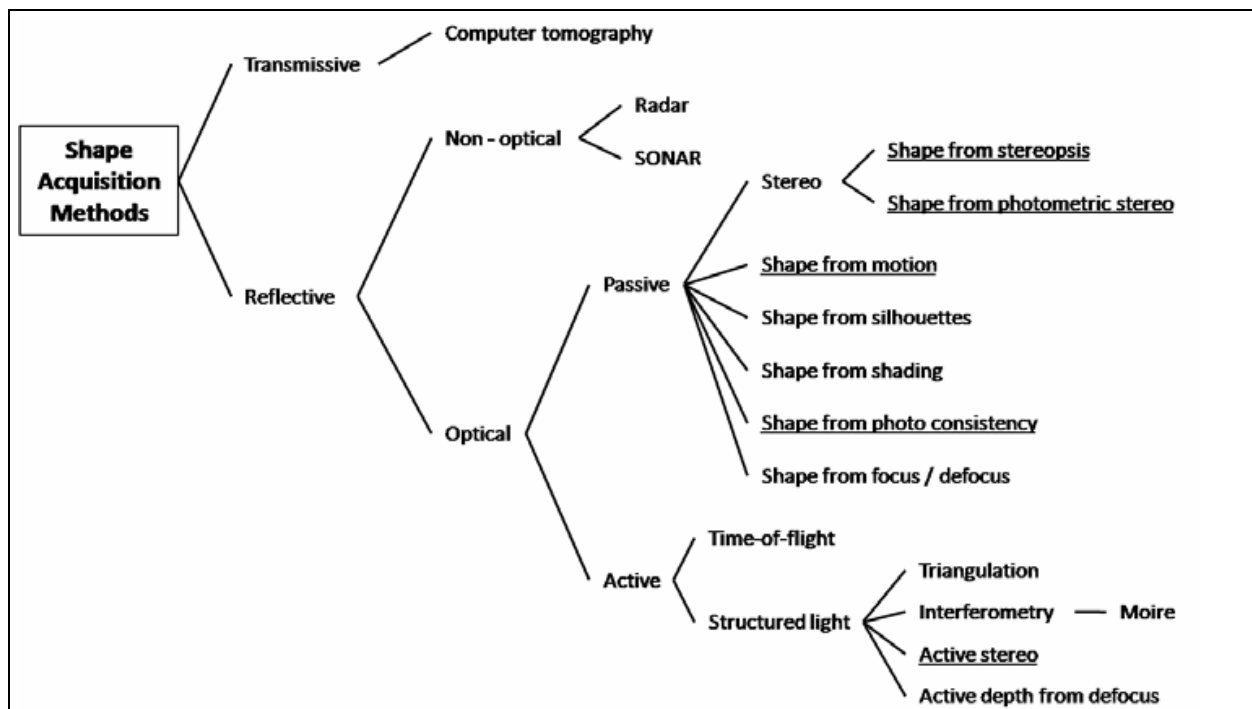 Shape
Acquisition
Methods
Transmissive
Computer tomography
Reflective
Non - optical
Radar
SONAR
Optical
Passive
Stereo
Shape from stereopsis
Shape from photometric stereo
Shape from motion
Shape from silhouettes
Shape from shading
Shape from photo consistency
Shape from focus / defocus
Active
Time-of-flight
Structured light
Triangulation
Interferometry
Moire
Active stereo
Active depth from defocus